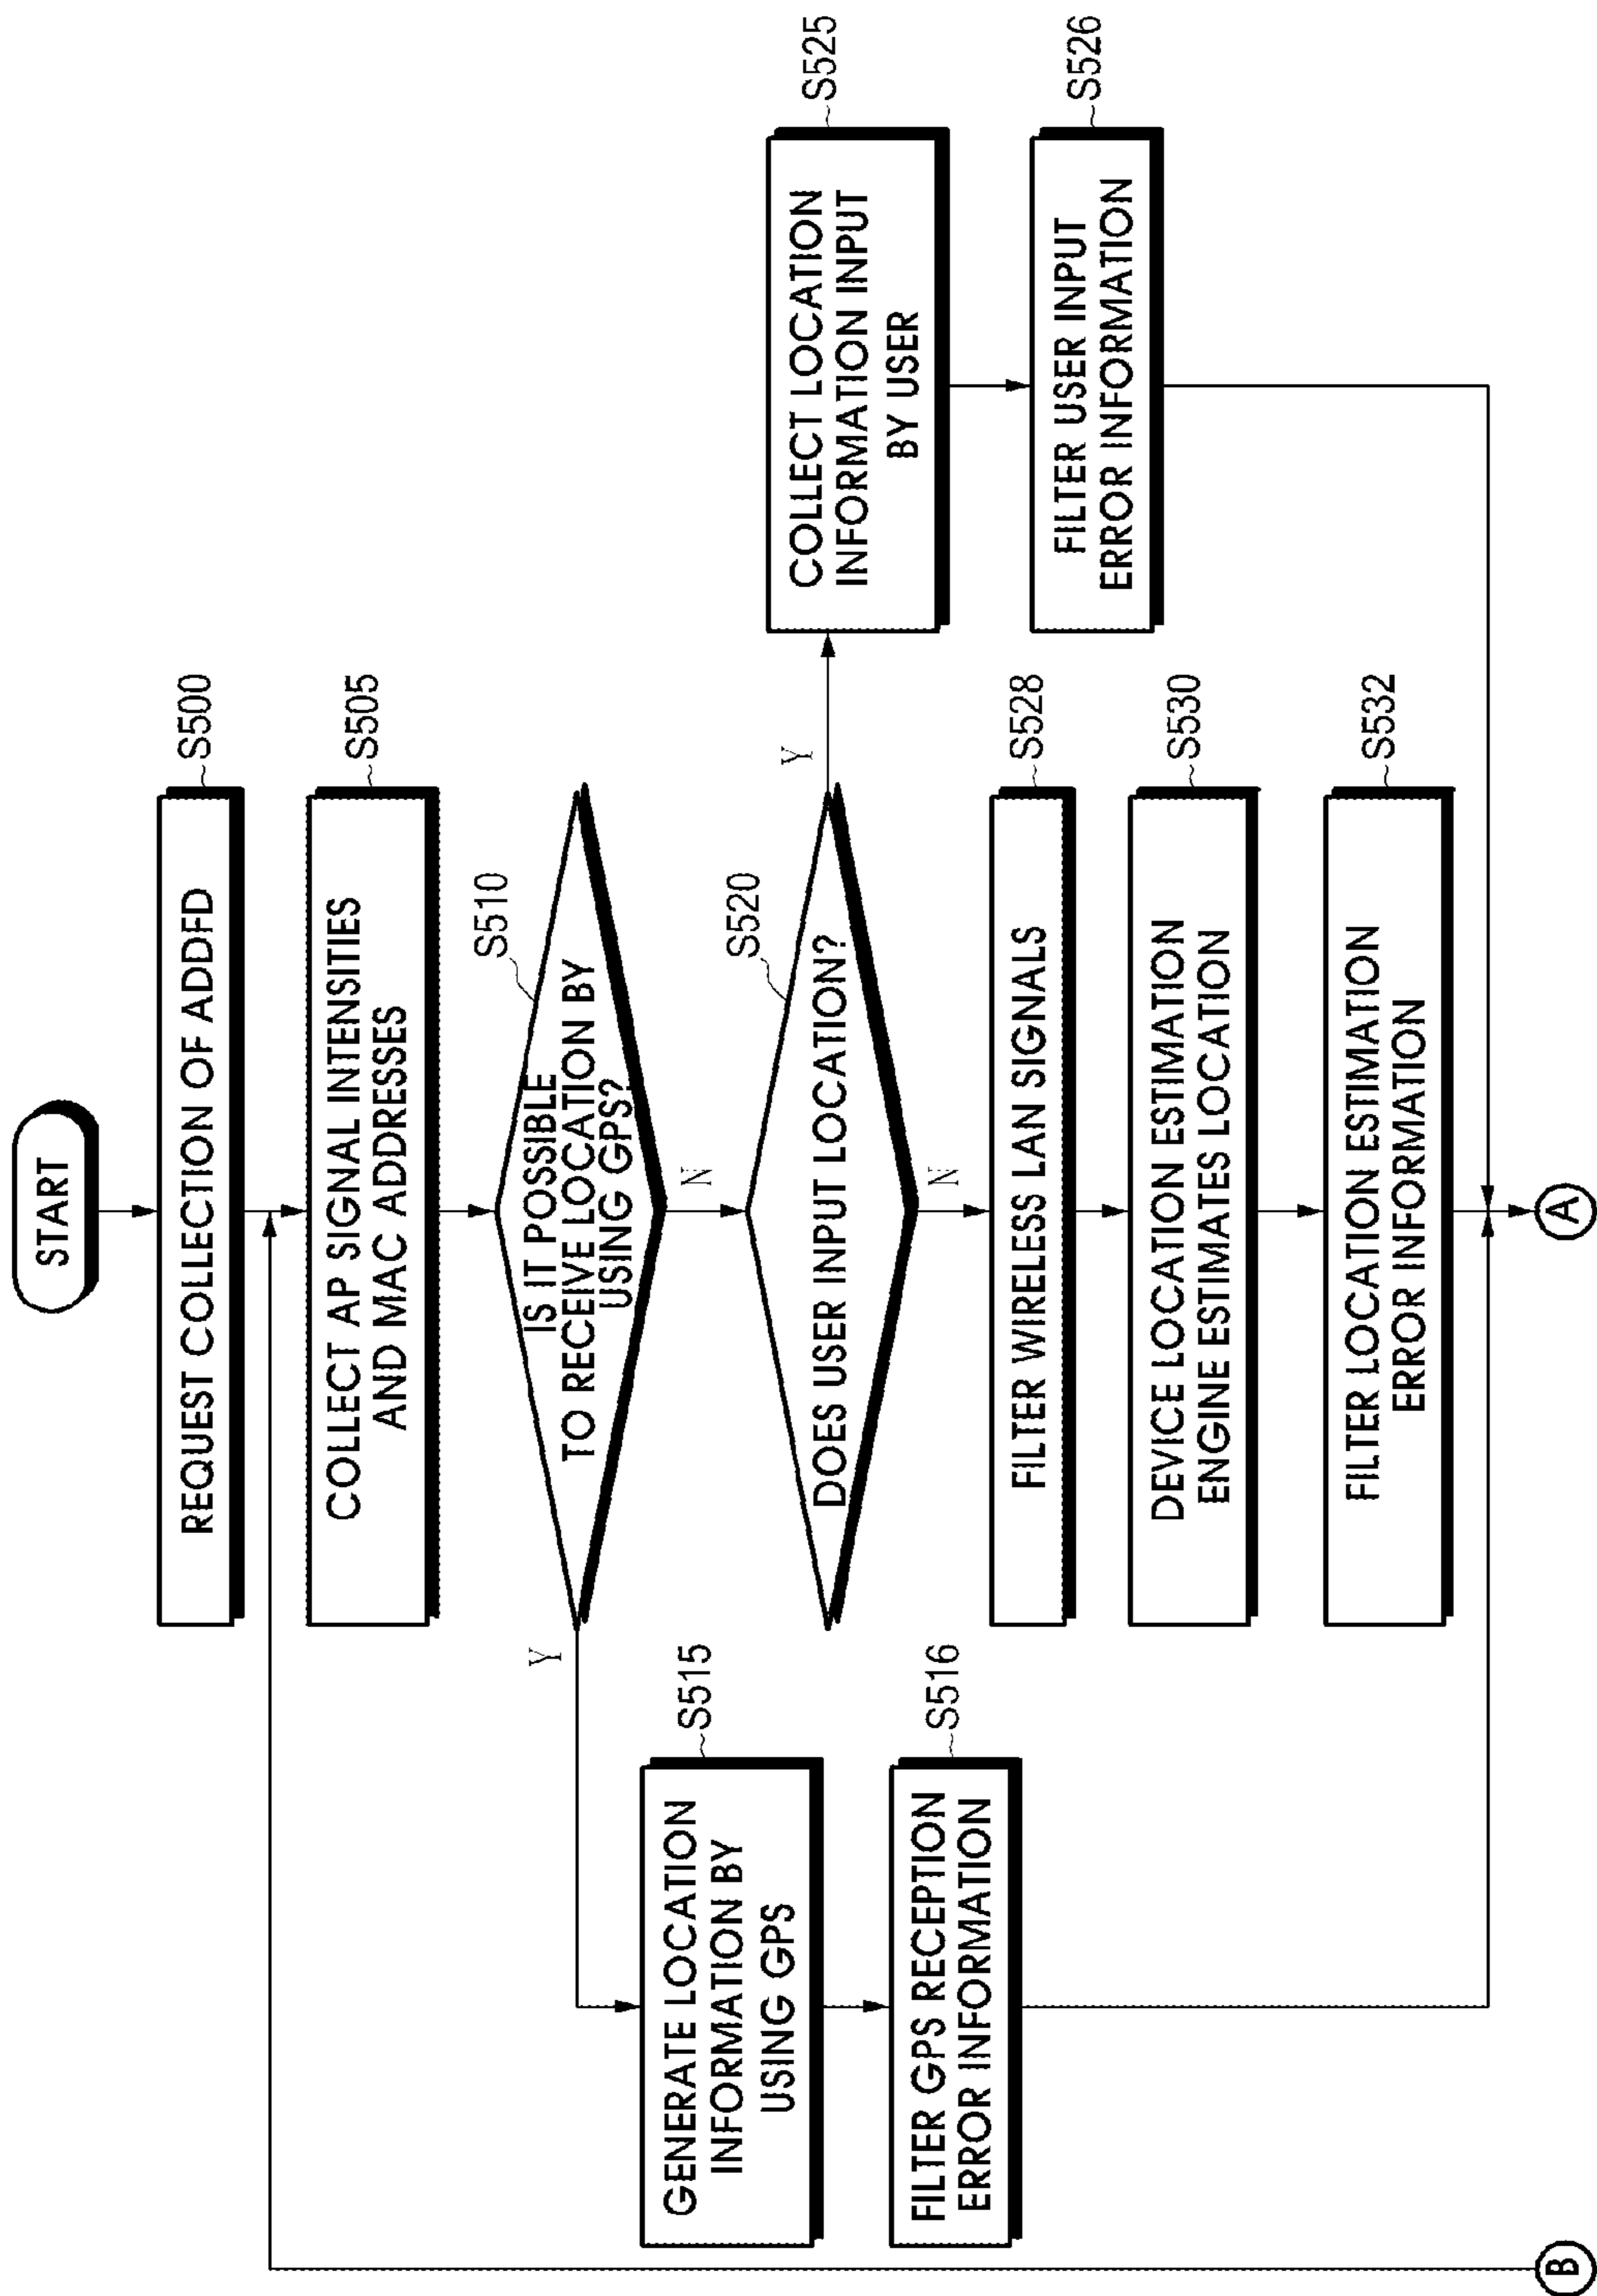 START
REQUEST COLLECTION OF ADDFD
S500
COLLECT AP SIGNAL INTENSITIES
AND MAC ADDRESSES
S505
IS IT POSSIBLE
TO RECEIVE LOCATION BY
USING GPS?
S510
Y
N
GENERATE LOCATION
INFORMATION BY
USING GPS
S515
FILTER GPS RECEPTION
ERROR INFORMATION
S516
DOES USER INPUT LOCATION?
S520
Y
N
COLLECT LOCATION
INFORMATION INPUT
BY USER
S525
FILTER USER INPUT
ERROR INFORMATION
S526
FILTER WIRELESS LAN SIGNALS
S528
DEVICE LOCATION ESTIMATION
ENGINE ESTIMATES LOCATION
S530
FILTER LOCATION ESTIMATION
ERROR INFORMATION
S532
B
A